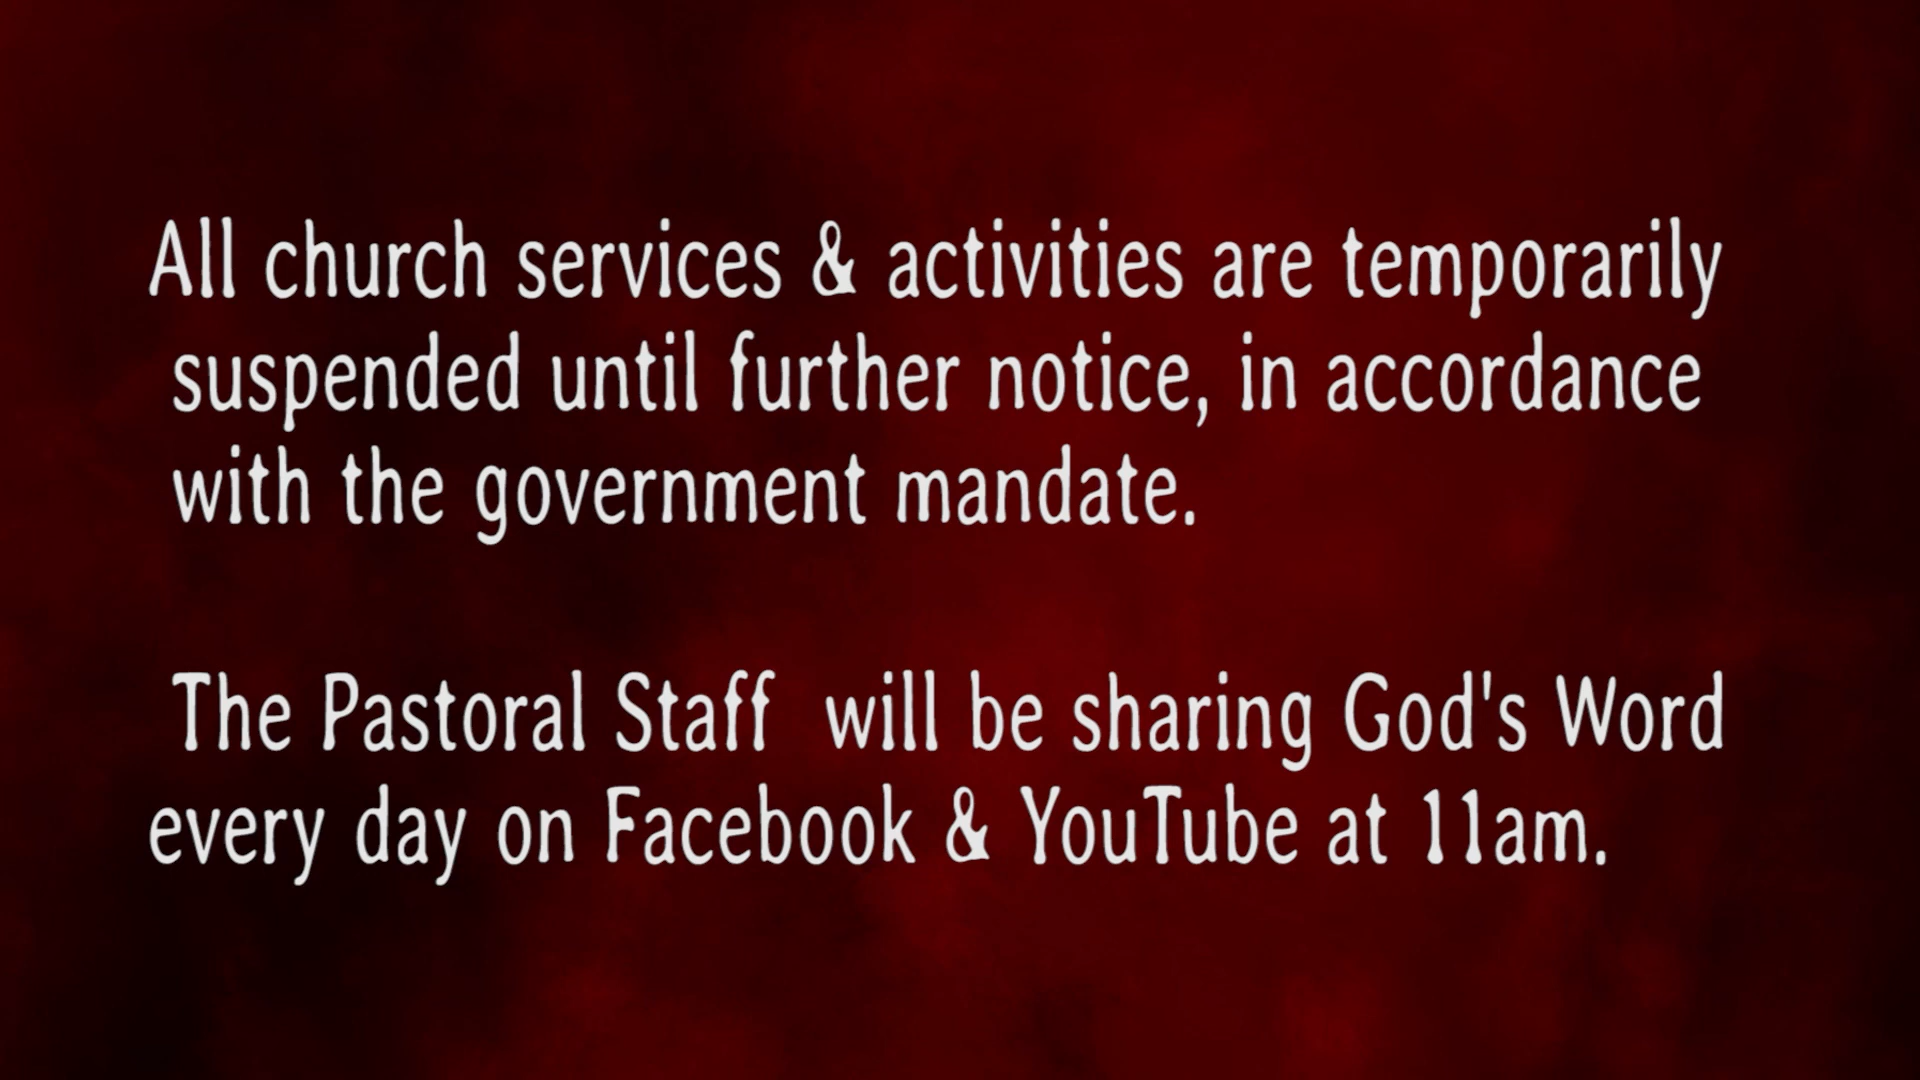 All church services & activities are temporarily
suspended until further notice, in accordance
with the government mandate.
The Pastoral Staff  will be sharing God's Word
every day on Facebook & YouTube at 11am.